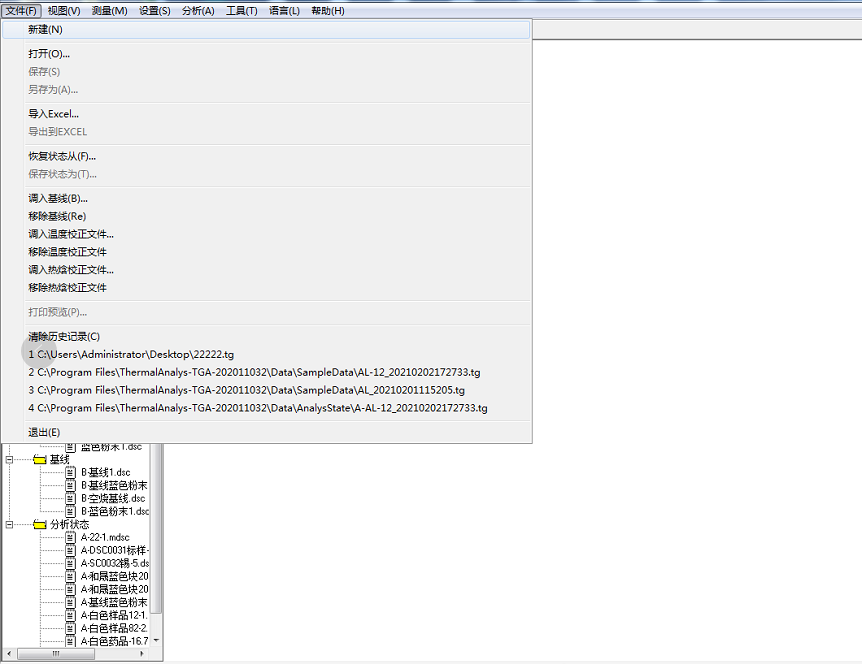 文件(F) 视图(V) 测量(M) 设置(S) 分析(A) 工具(T) 语言(L) 帮助(H)
新建(N)
打开(O)...
保存(S)
另存为(A)...
导入Excel...
导出到EXCEL
恢复状态从(F)...
保存状态为(T)...
调入基线(B)...
移除基线(Re)
调入温度校正文件...
移除温度校正文件
调入热焓校正文件...
移除热焓校正文件
打印预览(P)...
清除历史记录(C)
1 C:\Users\Administrator\Desktop\22222.tg
2 C:\Program Files\ThermalAnalys-TGA-202011032\Data\SampleData\AL-12_20210202172733.tg
3 C:\Program Files\ThermalAnalys-TGA-202011032\Data\SampleData\AL_20210201115205.tg
4 C:\Program Files\ThermalAnalys-TGA-202011032\Data\AnalysState\A-AL-12_20210202172733.tg
退出(E)
蓝色粉末1.dsc
基线
B-基线1.dsc
B-基线蓝色粉末
B-空烧基线.dsc
B-蓝色粉末1.dsc
分析状态
A-22-1.mdsc
A-DSC0031标样-
A-SC0032锡-5.ds
A-和晟蓝色块20
A-和晟蓝色块20
A-基线蓝色粉末
A-白色样品12-1.
A-白色样品82-2.
A-白色药品-16.7